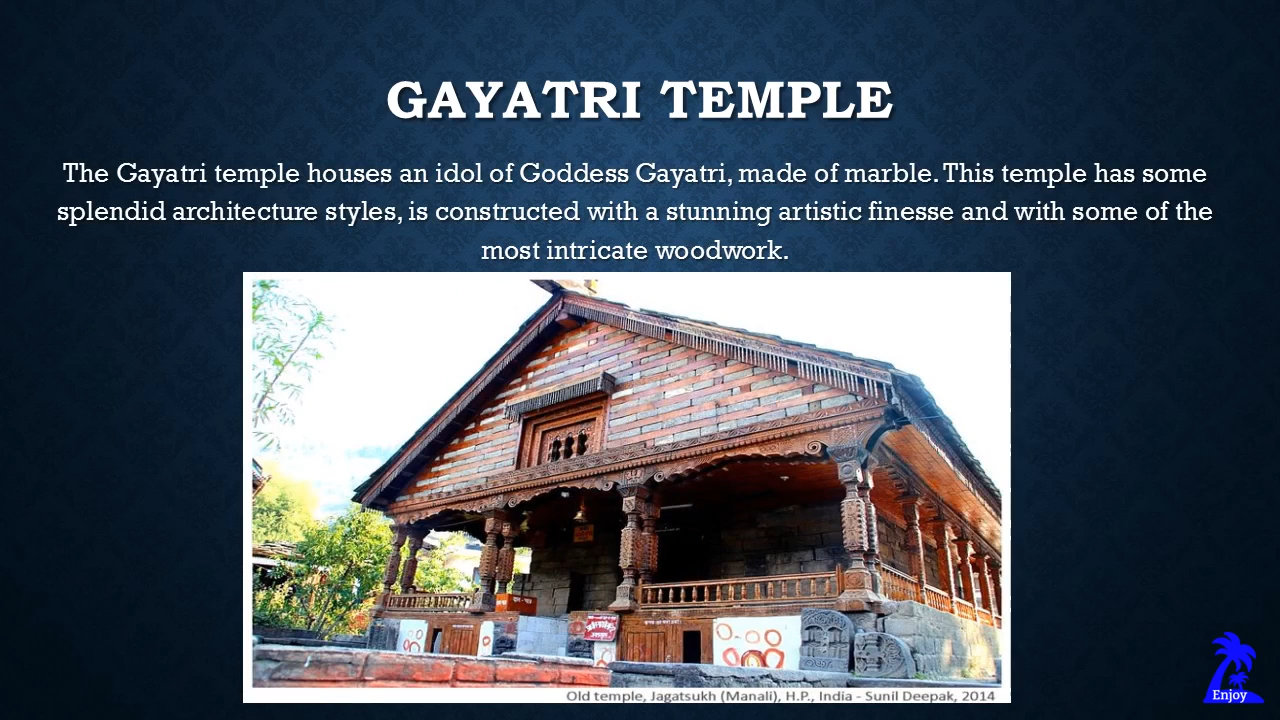 GAYATRI TEMPLE
The Gayatri temple houses an idol of Goddess Gayatri, made of marble. This temple has some
splendid architecture styles, is constructed with a stunning artistic finesse and with some of the
most intricate woodwork.
Old temple, Jagatsukh (Manali), H.P., India - Sunil Deepak, 2014
Enjoy